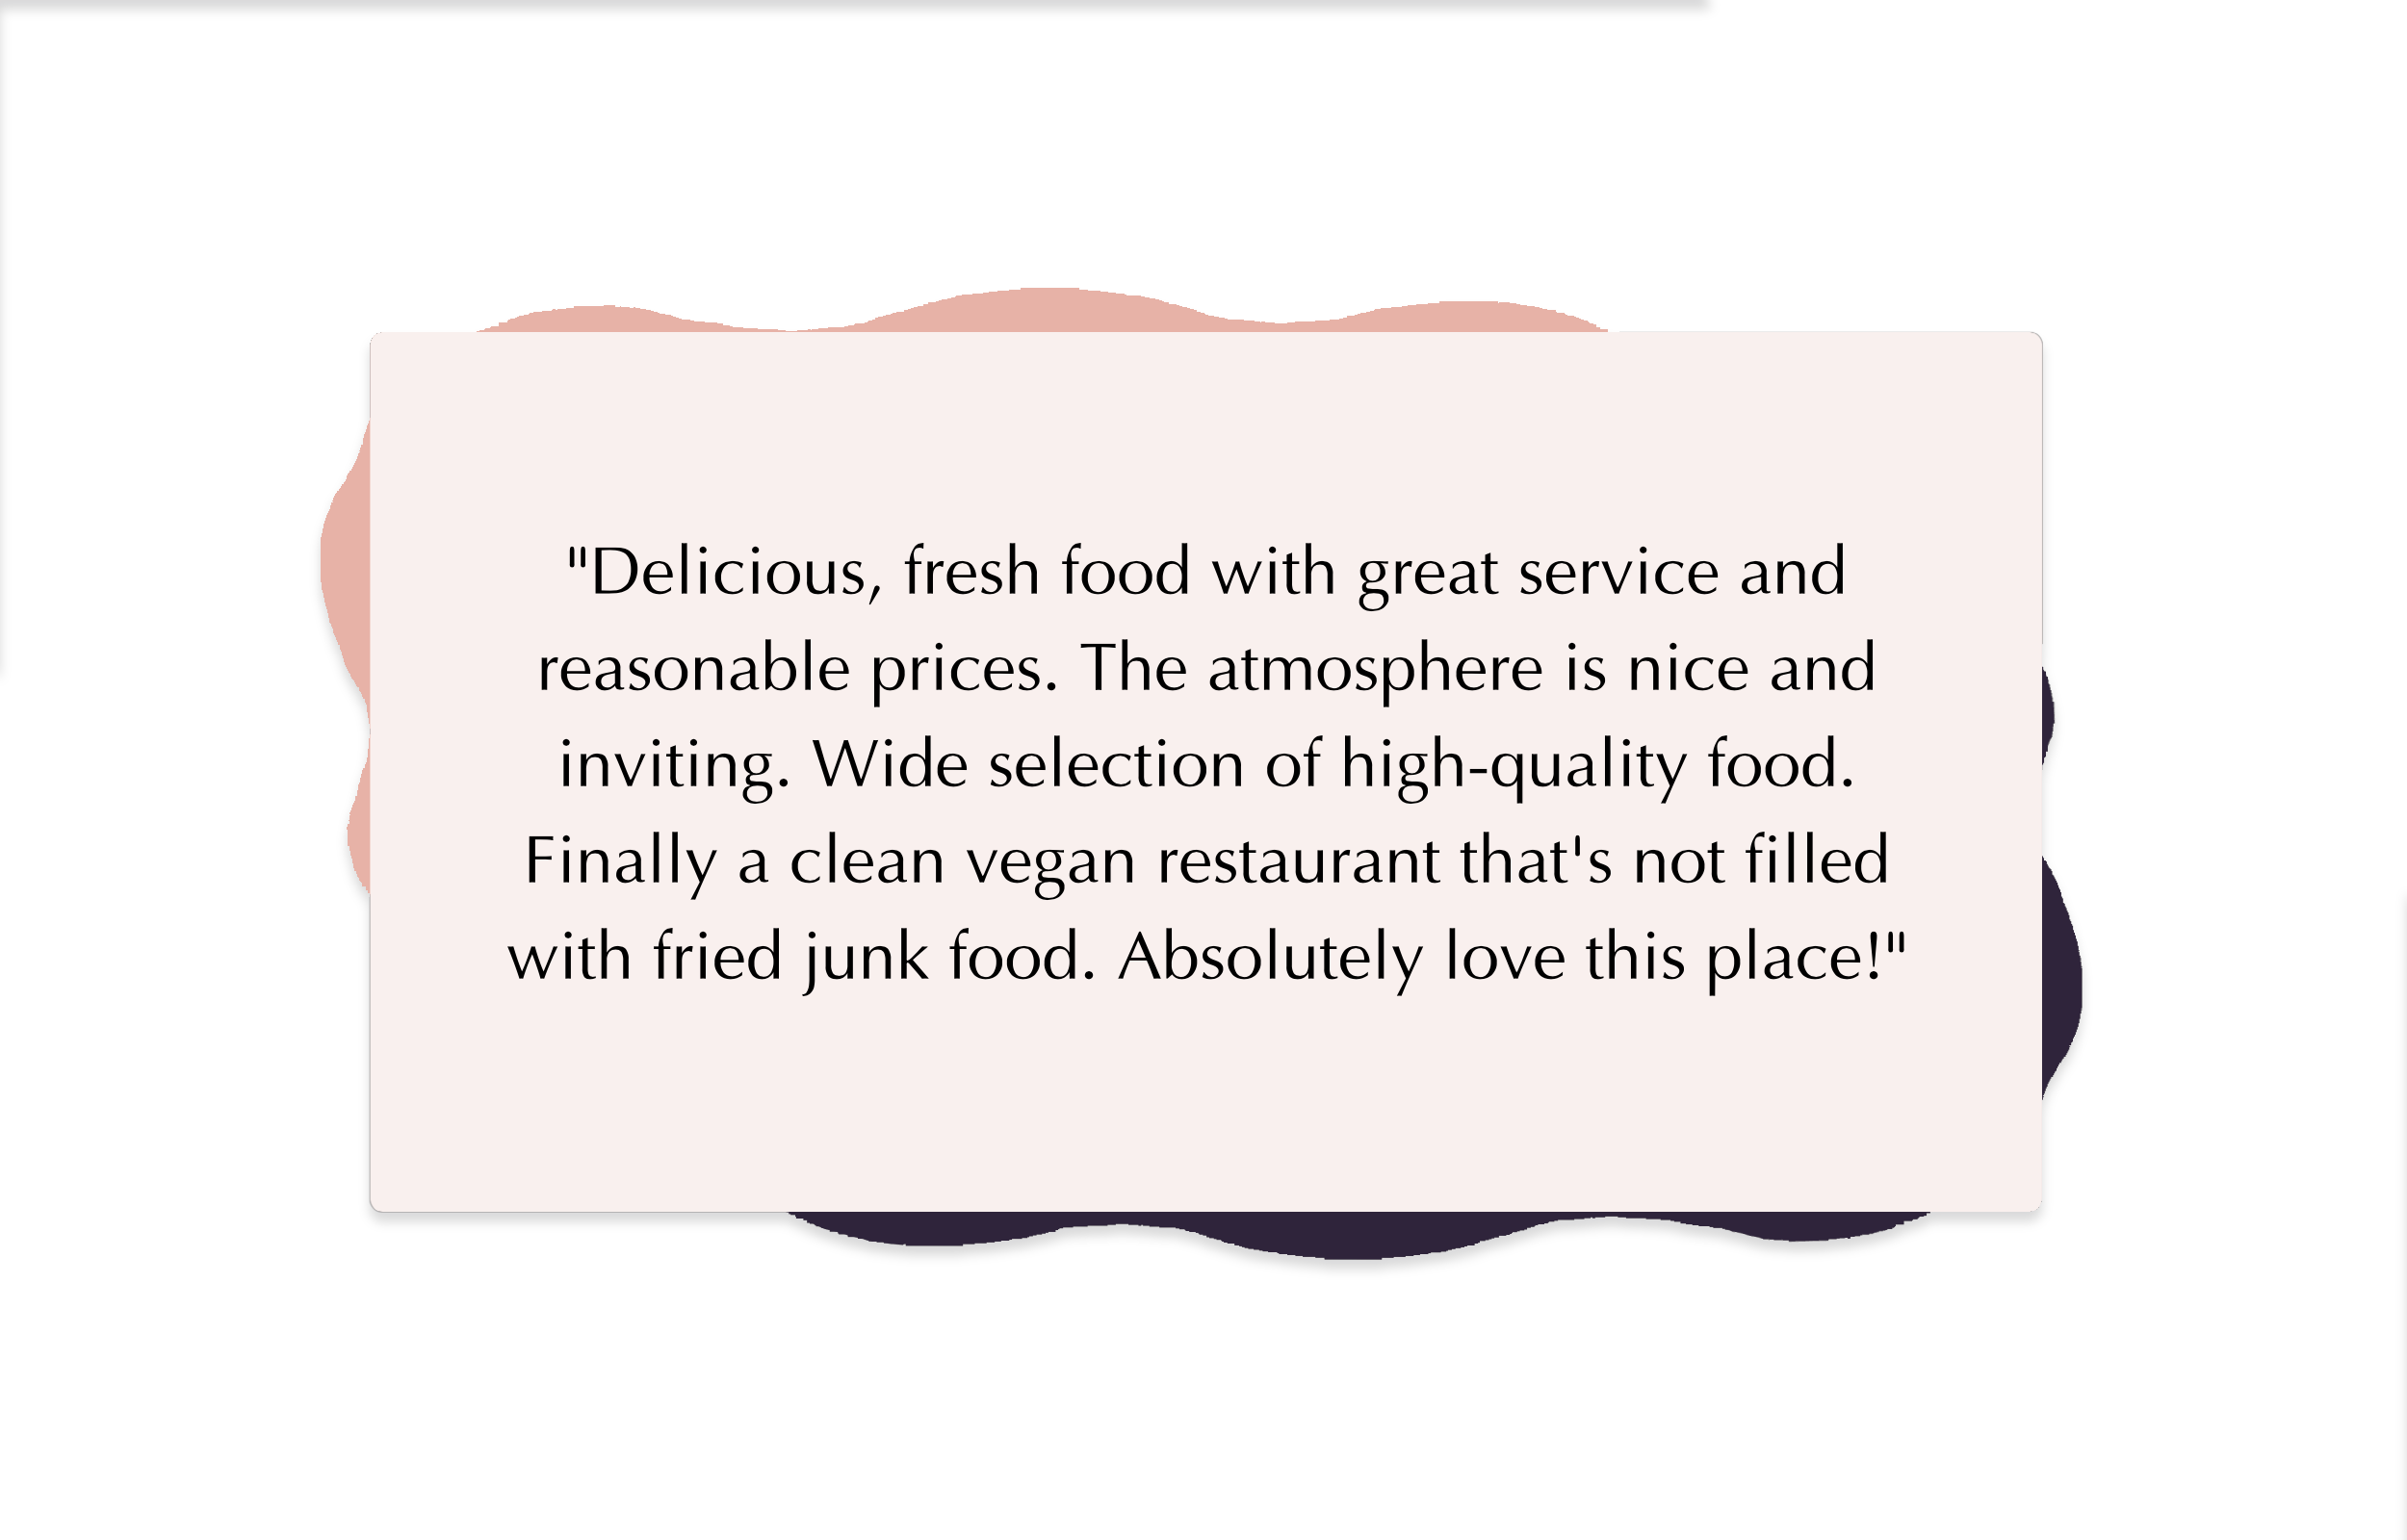 "Delicious, fresh food with great service and
reasonable prices. The atmosphere is nice and
inviting. Wide selection of high-quality food.
Finally a clean vegan restaurant that's not filled
with fried junk food. Absolutely love this place!"